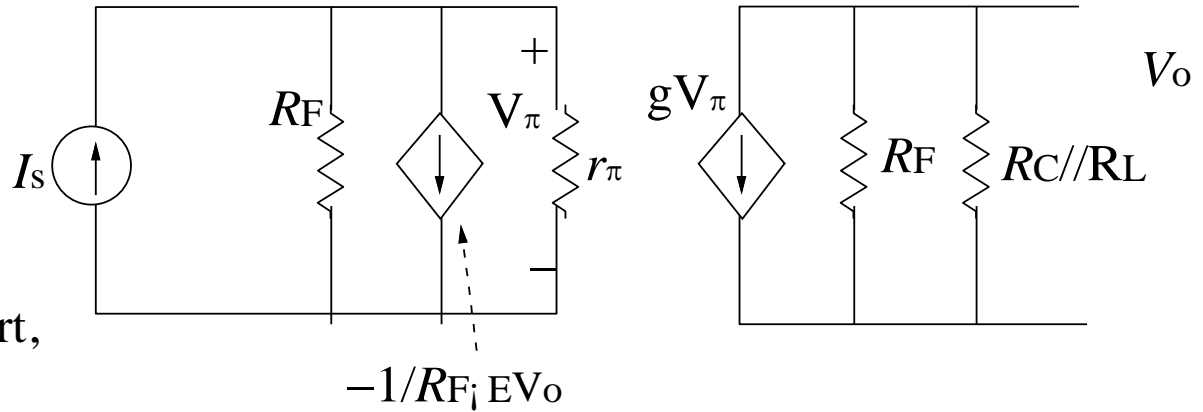 +
Vo
RF
Vπ
gVπ
Is
rπ
RF
RC//RL
−
rt,
−1/RF¡ EVo